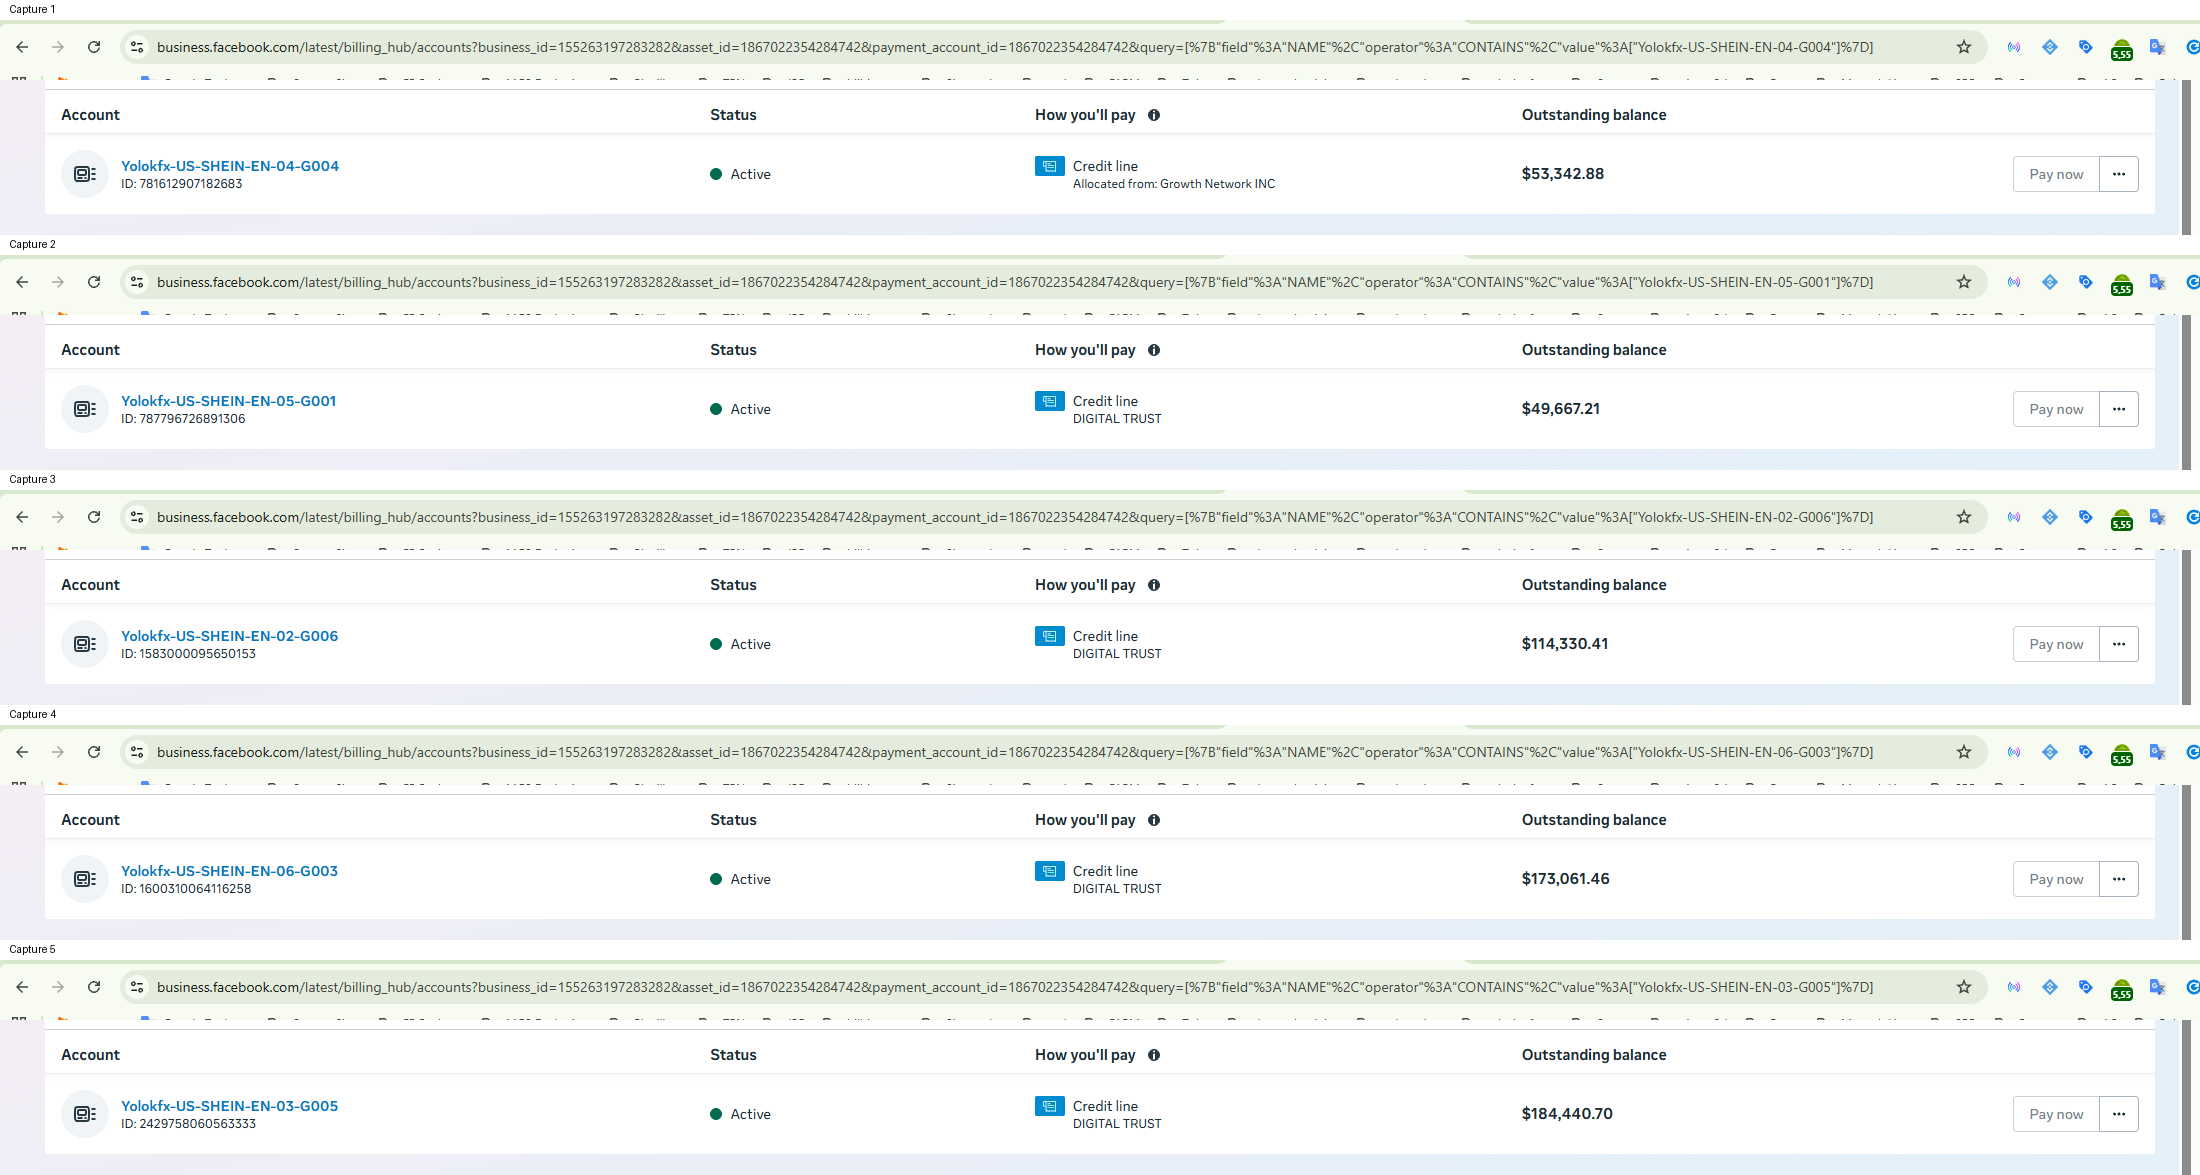 Capture 1
business.facebook.com/latest/billing_hub/accounts?business_id=155263197283282&asset_id=1867022354284742&payment_account_id=1867022354284742&query=[%7B"field"%3A"NAME"%2C"operator"%3A"CONTAINS"%2C"value"%3A["Yolokfx-US-SHEIN-EN-04-G004"]%7D]
5,55
Account Status How you'll pay Outstanding balance
Yolokfx-US-SHEIN-EN-04-G004
ID: 781612907182683
Active
Credit line
Allocated from: Growth Network INC
$53,342.88
Pay now
Capture 2
business.facebook.com/latest/billing_hub/accounts?business_id=155263197283282&asset_id=1867022354284742&payment_account_id=1867022354284742&query=[%7B"field"%3A"NAME"%2C"operator"%3A"CONTAINS"%2C"value"%3A["Yolokfx-US-SHEIN-EN-05-G001"]%7D]
5,55
Account Status How you'll pay Outstanding balance
Yolokfx-US-SHEIN-EN-05-G001
ID: 787796726891306
Active
Credit line
DIGITAL TRUST
$49,667.21
Pay now
Capture 3
business.facebook.com/latest/billing_hub/accounts?business_id=155263197283282&asset_id=1867022354284742&payment_account_id=1867022354284742&query=[%7B"field"%3A"NAME"%2C"operator"%3A"CONTAINS"%2C"value"%3A["Yolokfx-US-SHEIN-EN-02-G006"]%7D]
5,55
Account Status How you'll pay Outstanding balance
Yolokfx-US-SHEIN-EN-02-G006
ID: 1583000095650153
Active
Credit line
DIGITAL TRUST
$114,330.41
Pay now
Capture 4
business.facebook.com/latest/billing_hub/accounts?business_id=155263197283282&asset_id=1867022354284742&payment_account_id=1867022354284742&query=[%7B"field"%3A"NAME"%2C"operator"%3A"CONTAINS"%2C"value"%3A["Yolokfx-US-SHEIN-EN-06-G003"]%7D]
5,55
Account Status How you'll pay Outstanding balance
Yolokfx-US-SHEIN-EN-06-G003
ID: 1600310064116258
Active
Credit line
DIGITAL TRUST
$173,061.46
Pay now
Capture 5
business.facebook.com/latest/billing_hub/accounts?business_id=155263197283282&asset_id=1867022354284742&payment_account_id=1867022354284742&query=[%7B"field"%3A"NAME"%2C"operator"%3A"CONTAINS"%2C"value"%3A["Yolokfx-US-SHEIN-EN-03-G005"]%7D]
5,55
Account Status How you'll pay Outstanding balance
Yolokfx-US-SHEIN-EN-03-G005
ID: 2429758060563333
Active
Credit line
DIGITAL TRUST
$184,440.70
Pay now